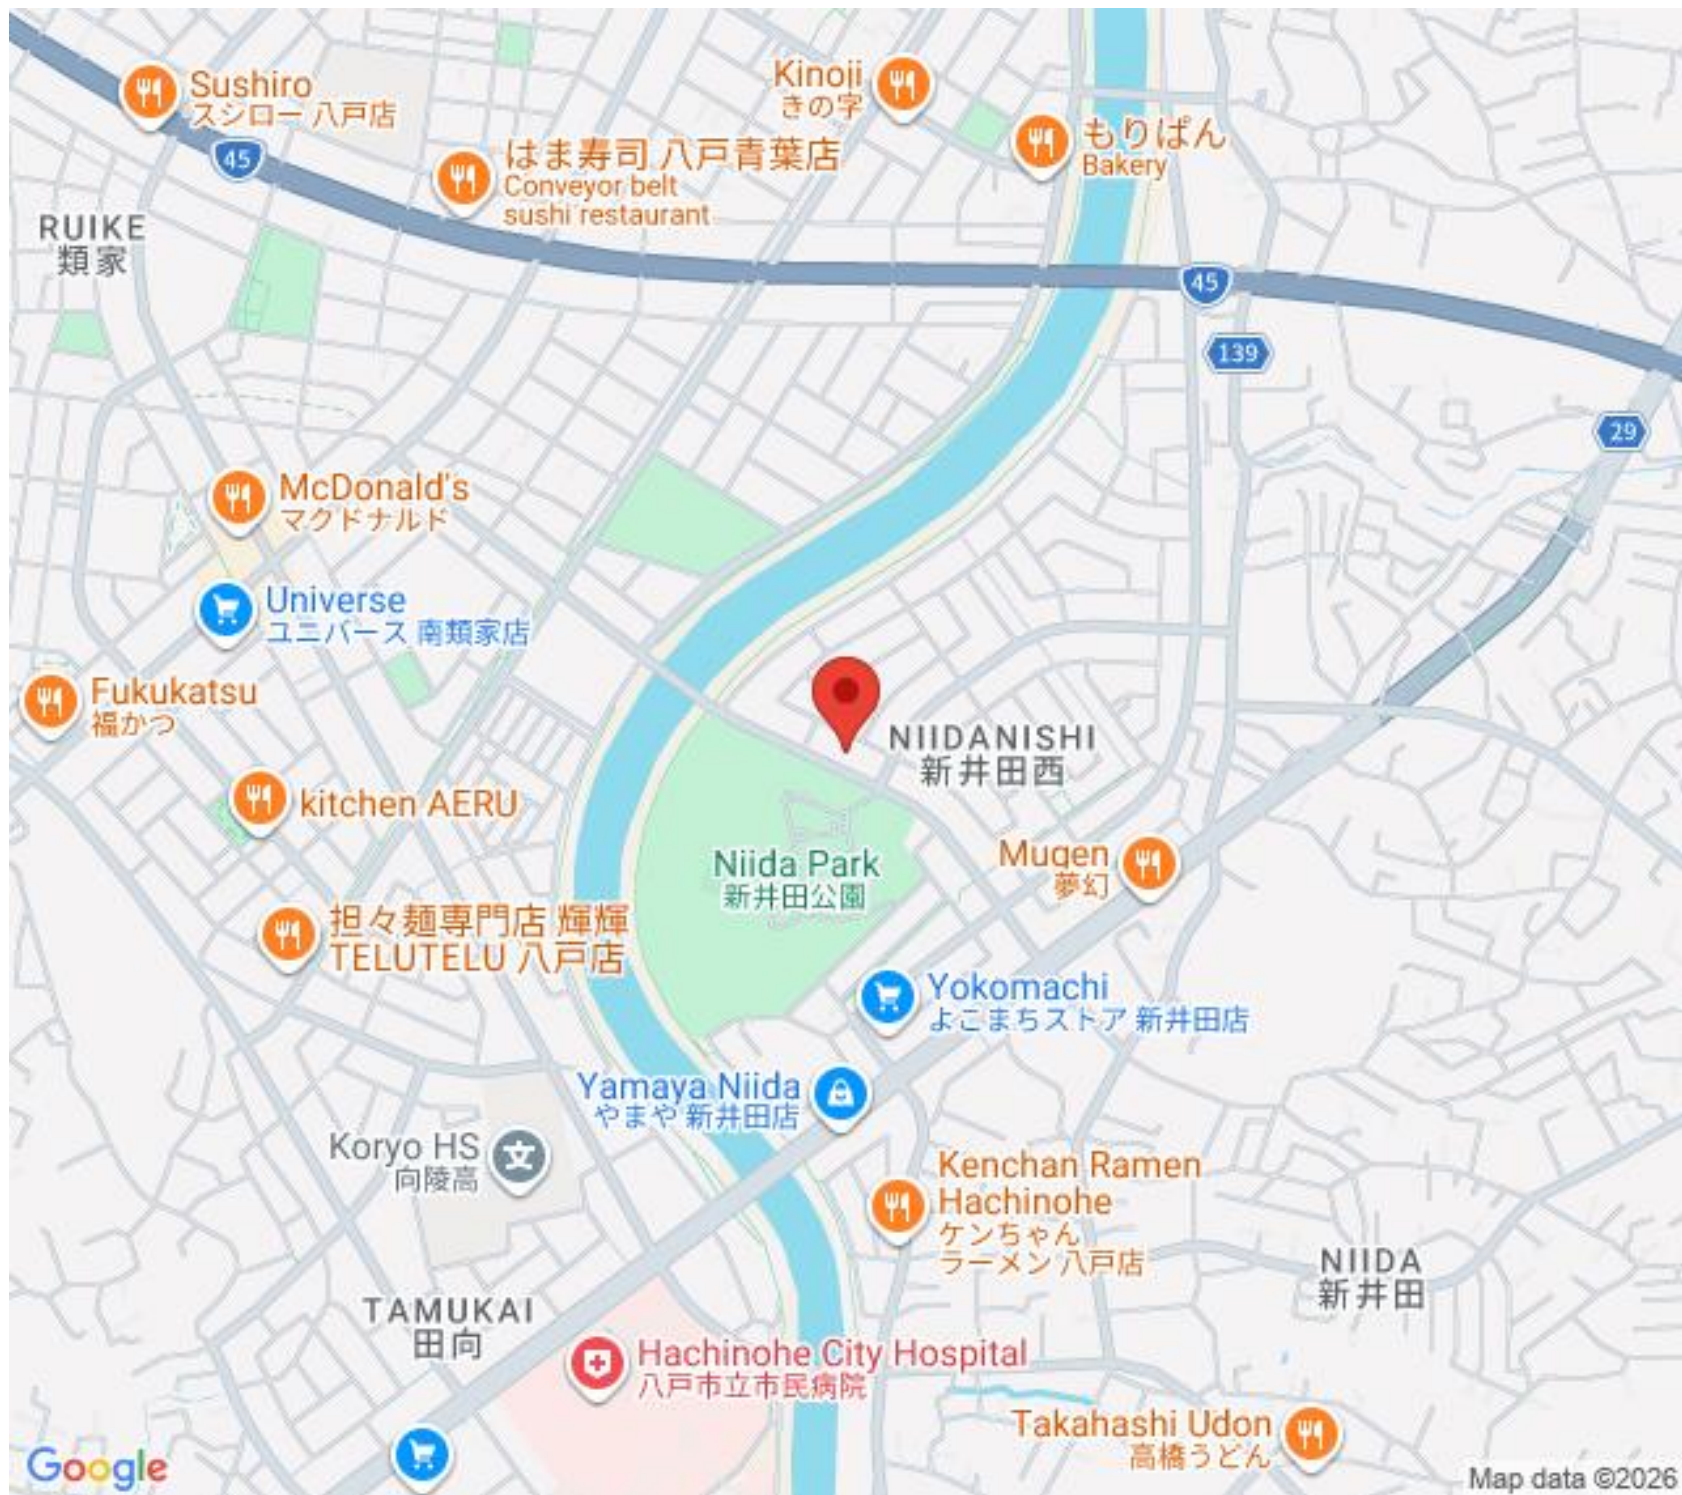 Sushiro
スシロー 八戸店
Kinoji
きの字
45
はま寿司 八戸青葉店
Conveyor belt
sushi restaurant
もりぱん
Bakery
RUIKE
類家
45
139
29
McDonald's
マクドナルド
Universe
ユニバース 南類家店
Fukukatsu
福かつ
NIIDANISHI
新井田西
kitchen AERU
Niida Park
新井田公園
Mugen
夢幻
担々麺専門店 輝輝
TELUTELU 八戸店
Yokomachi
よこまちストア 新井田店
Yamaya Niida
やまや 新井田店
Koryo HS
向陵高
文
Kenchan Ramen
Hachinohe
ケンちゃん
ラーメン 八戸店
NIIDA
新井田
TAMUKAI
田向
Hachinohe City Hospital
八戸市立市民病院
Takahashi Udon
高橋うどん
Google
Map data ©2026